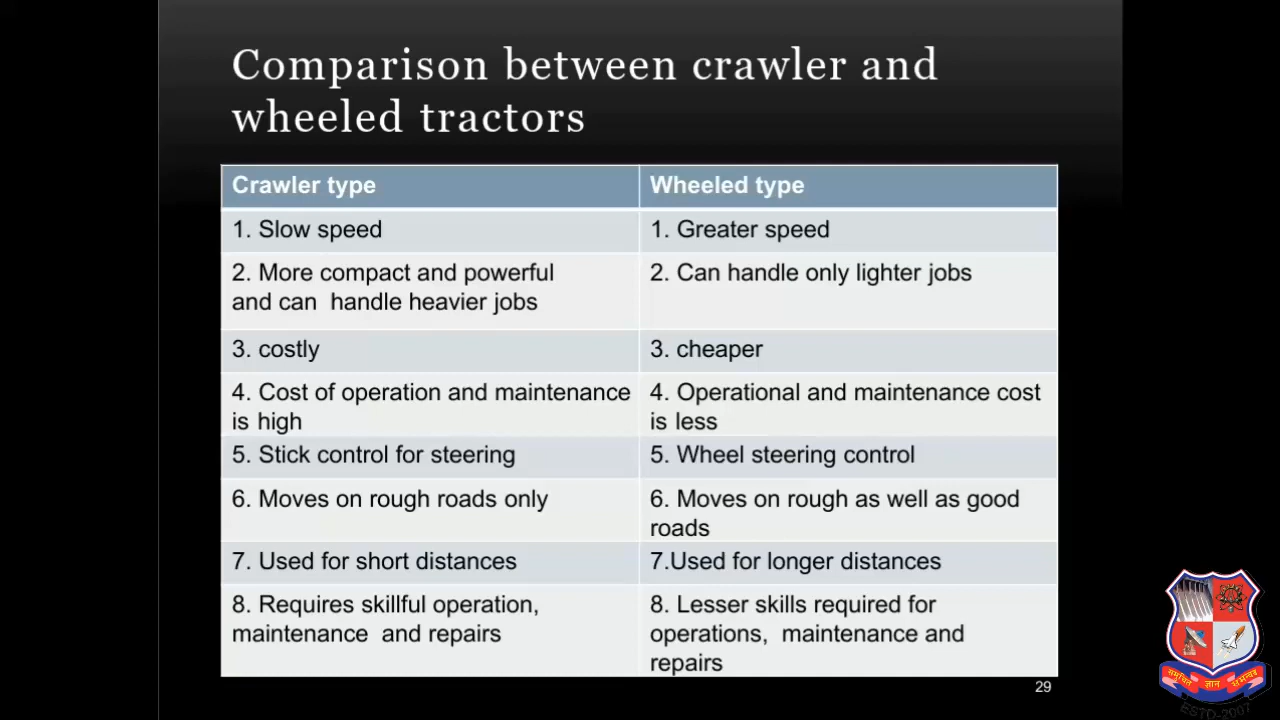 Comparison between crawler and
wheeled tractors
Crawler type
Wheeled type
1. Slow speed
1. Greater speed
2. More compact and powerful
and can  handle heavier jobs
2. Can handle only lighter jobs
3. costly
3. cheaper
4. Cost of operation and maintenance
is high
4. Operational and maintenance cost
is less
5. Stick control for steering
5. Wheel steering control
6. Moves on rough roads only
6. Moves on rough as well as good
roads
7. Used for short distances
7.Used for longer distances
8. Requires skillful operation,
maintenance  and repairs
8. Lesser skills required for
operations,  maintenance and
repairs
29
समुचित ज्ञान समन्वय
ESTD-2007